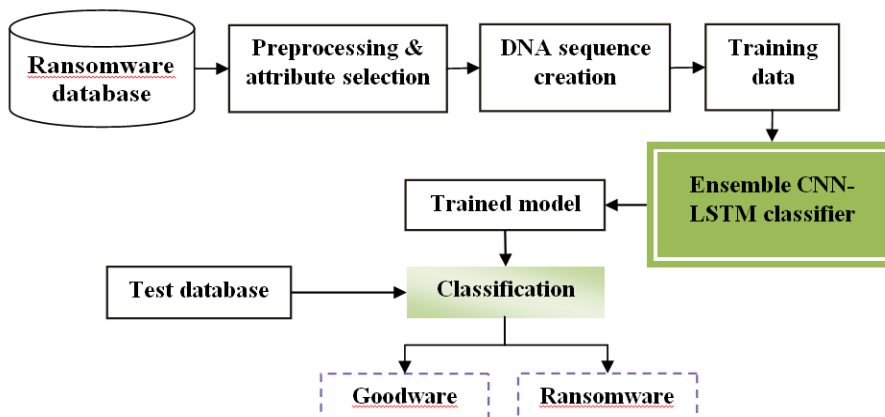 Ransomware
database
Preprocessing &
attribute selection
DNA sequence
creation
Training
data
Ensemble CNN-
LSTM classifier
Trained model
Test database
Classification
Goodware
Ransomware